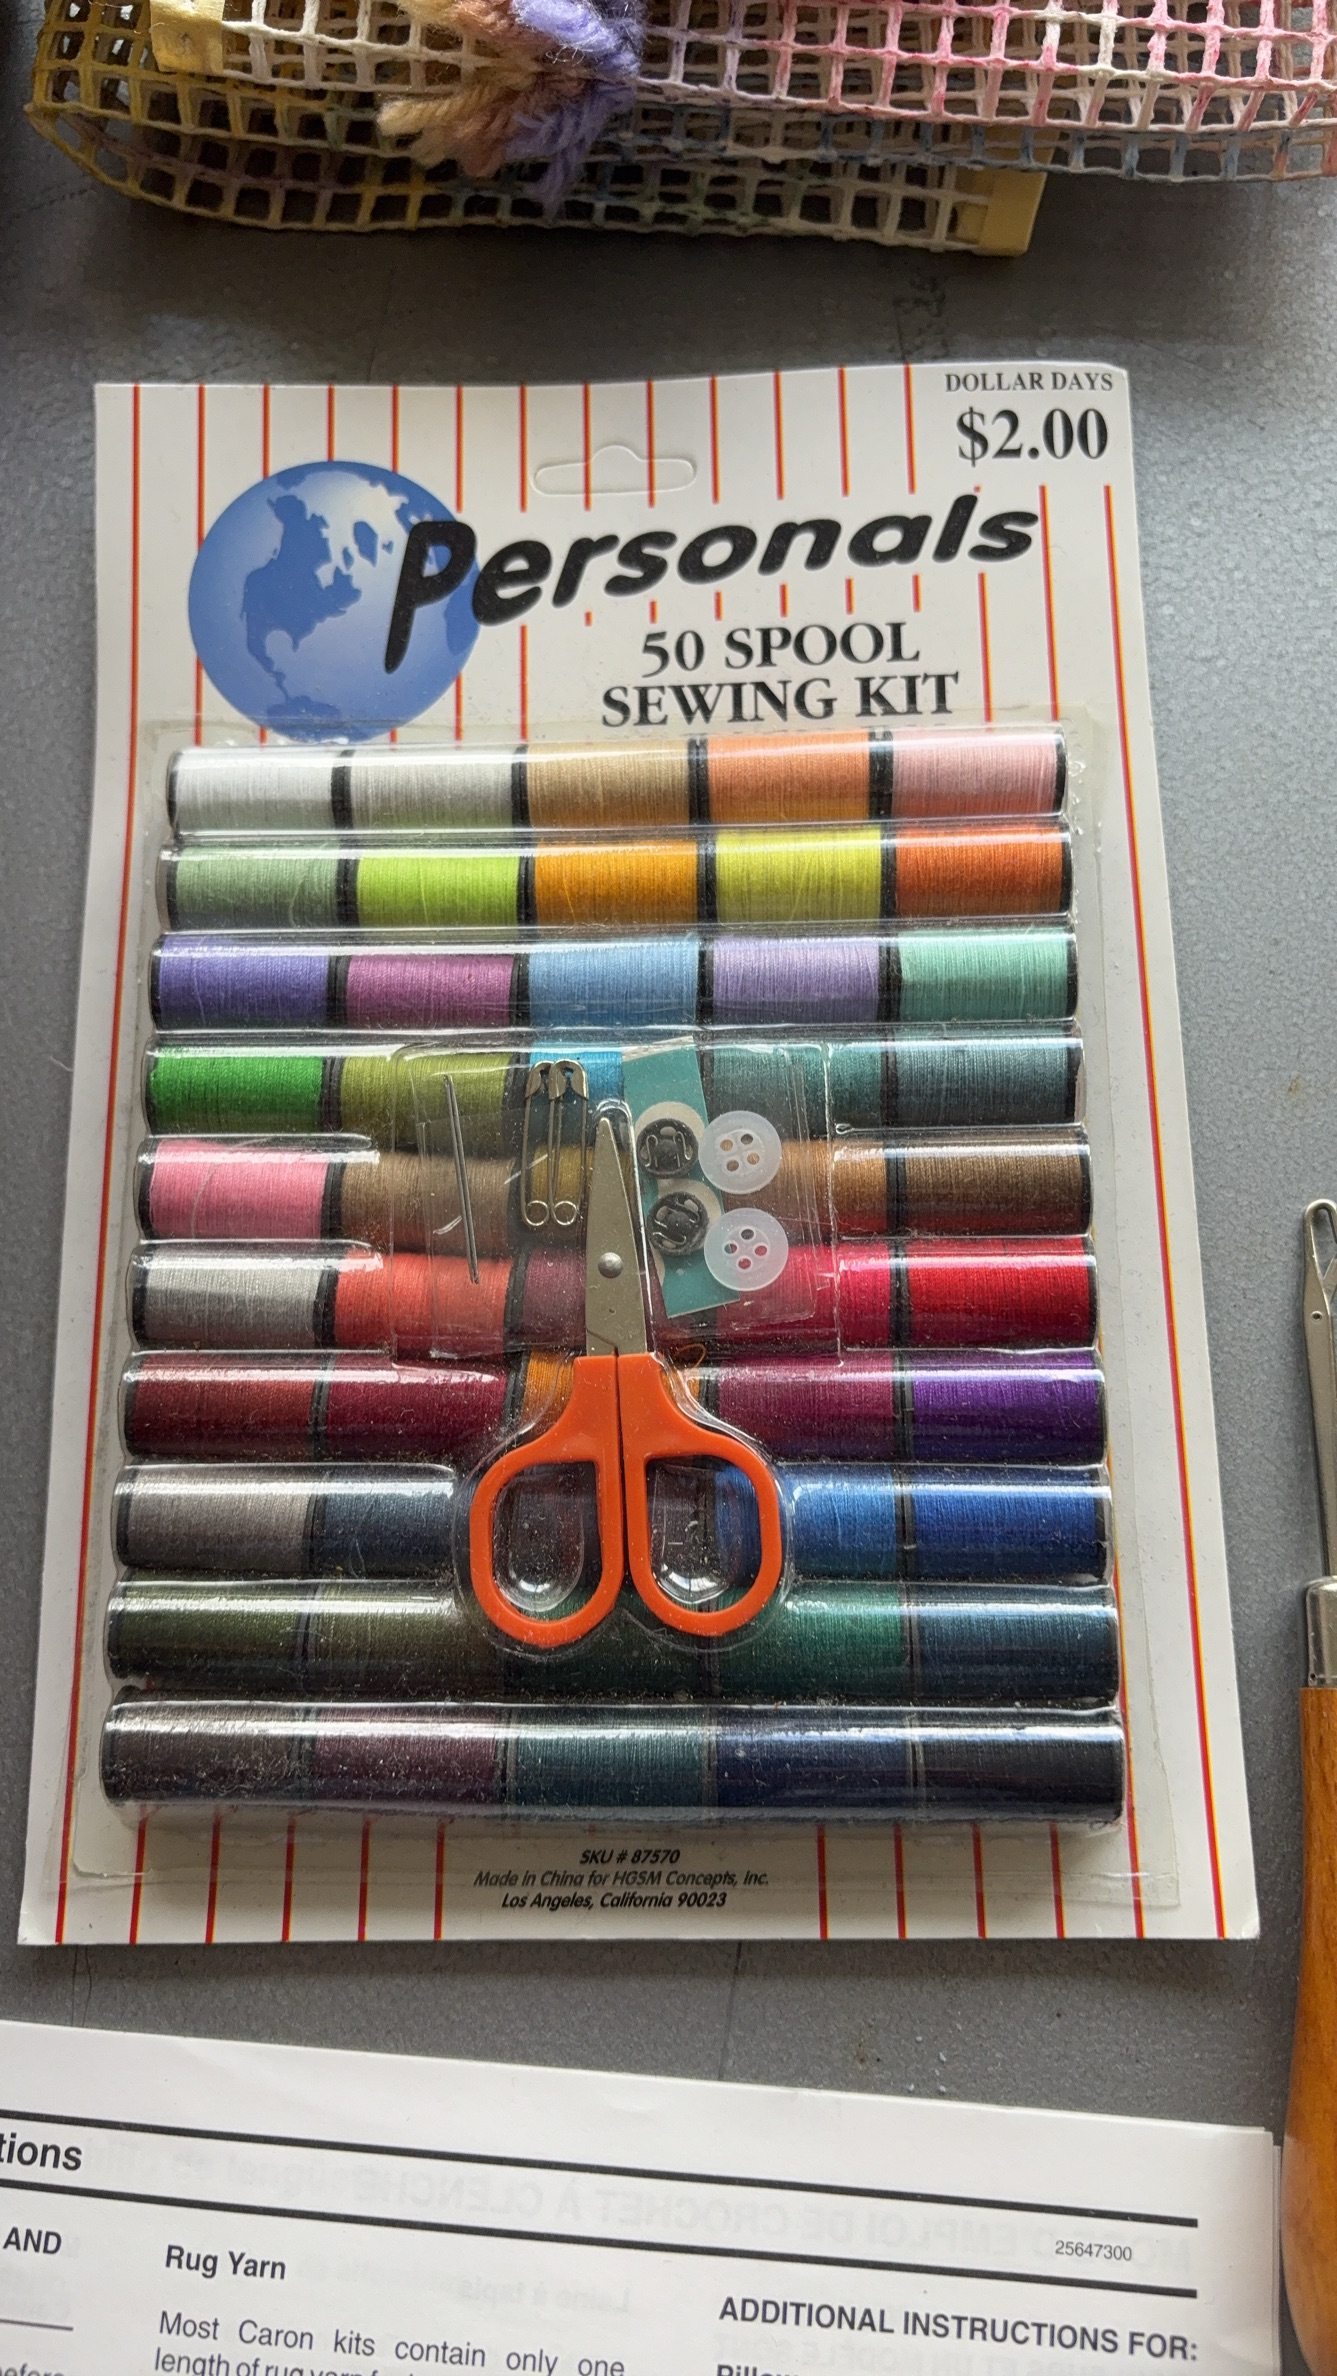 DOLLAR DAYS
$2.00
Personals
50 SPOOL
SEWING KIT
SKU # 87570
Made in China for HGSM Concepts, Inc.
Los Angeles, California 90023
tions
25647300
AND
Rug Yarn
Most Caron kits contain only one
length of rug yarn
ADDITIONAL INSTRUCTIONS FOR: